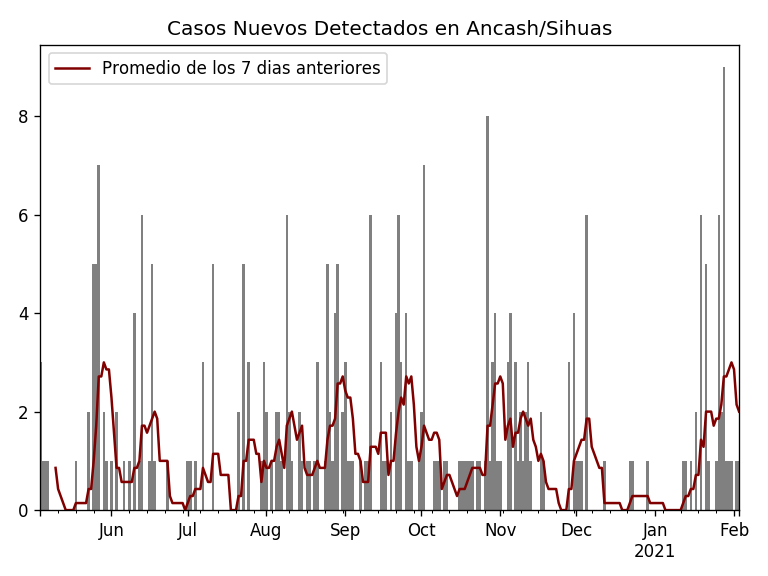 Casos Nuevos Detectados en Ancash/Sihuas
Promedio de los 7 dias anteriores
8
6
4
2
0
Jun Jul Aug Sep Oct Nov Dec Jan Feb
2021